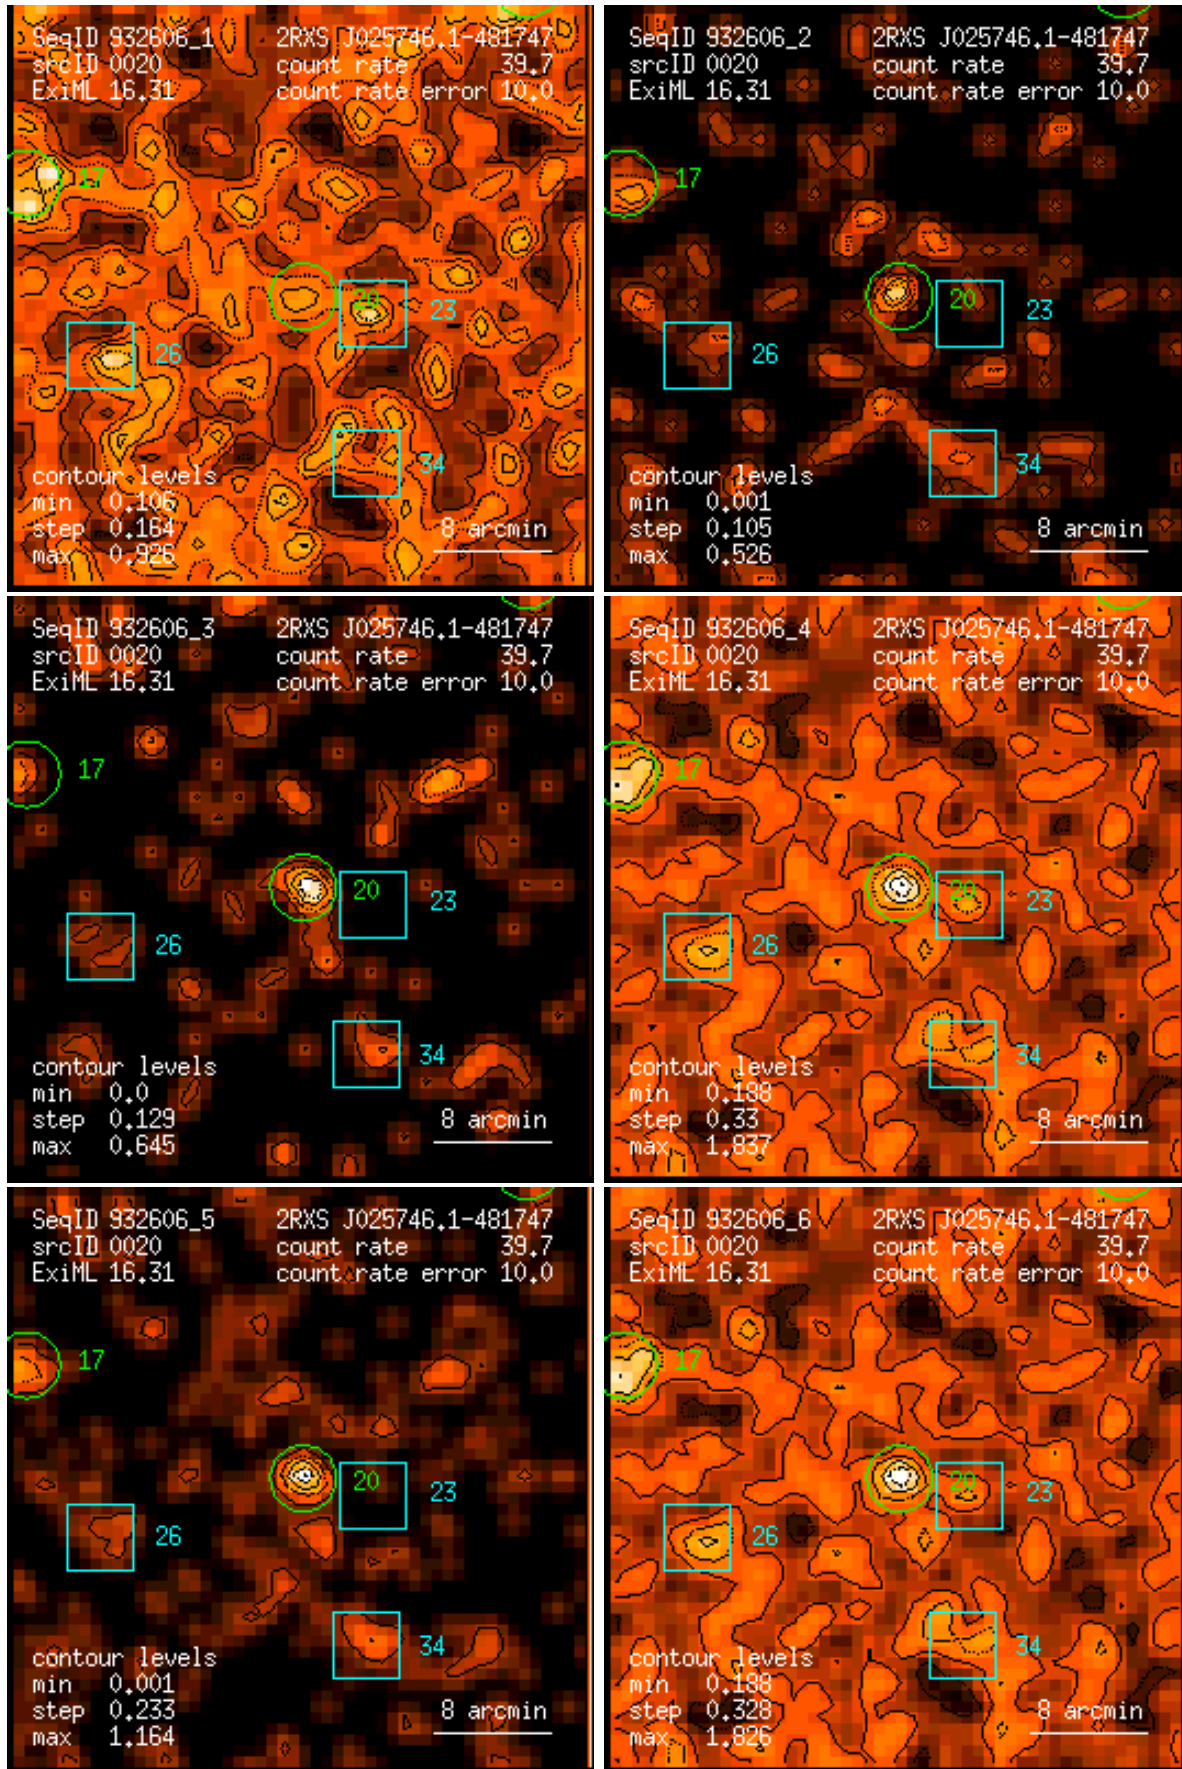 SeqID 932606_1 2RXS J025746.1-481747
srcID 0020 count rate 39.7
ExiML 16.31 count rate error 10.0
17
20 23
26
34
contour levels
min 0.106
step 0.164 8 arcmin
max 0.926
SeqID 932606_2 2RXS J025746.1-481747
srcID 0020 count rate 39.7
ExiML 16.31 count rate error 10.0
17
20 23
26
34
contour levels
min 0.001
step 0.105 8 arcmin
max 0.526
SeqID 932606_3 2RXS J025746.1-481747
srcID 0020 count rate 39.7
ExiML 16.31 count rate error 10.0
17
20 23
26
34
contour levels
min 0.0
step 0.129 8 arcmin
max 0.645
SeqID 932606_4 2RXS J025746.1-481747
srcID 0020 count rate 39.7
ExiML 16.31 count rate error 10.0
17
20 23
26
34
contour levels
min 0.188
step 0.33 8 arcmin
max 1.837
SeqID 932606_5 2RXS J025746.1-481747
srcID 0020 count rate 39.7
ExiML 16.31 count rate error 10.0
17
20 23
26
34
contour levels
min 0.001
step 0.233 8 arcmin
max 1.164
SeqID 932606_6 2RXS J025746.1-481747
srcID 0020 count rate 39.7
ExiML 16.31 count rate error 10.0
17
20 23
26
34
contour levels
min 0.188
step 0.328 8 arcmin
max 1.826